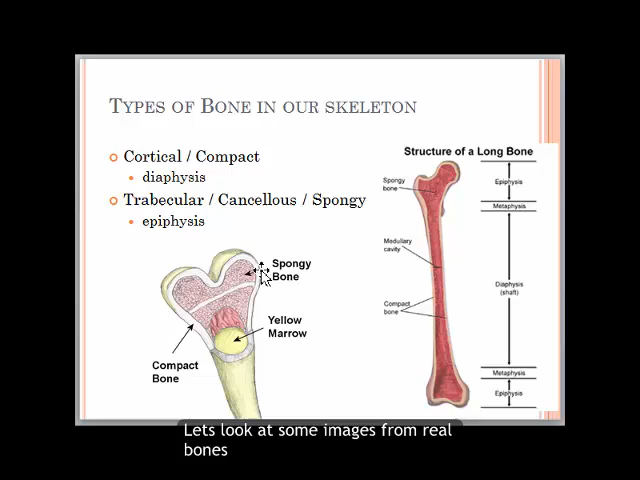 TYPES OF BONE IN OUR SKELETON
Cortical / Compact
diaphysis
Trabecular / Cancellous / Spongy
epiphysis
Spongy
Bone
Yellow
Marrow
Compact
Bone
Structure of a Long Bone
Spongy
bone
Medullary
cavity
Compact
bone
Epiphysis
Metaphysis
Diaphysis
(shaft)
Metaphysis
Epiphysis
Lets look at some images from real
bones